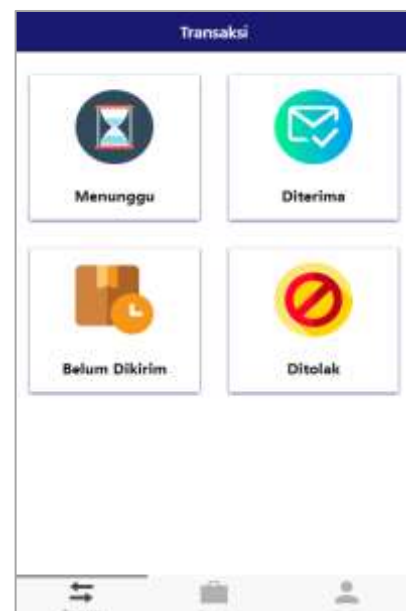 Transaksi
Menunggu
Diterima
Belum Dikirim
Ditolak